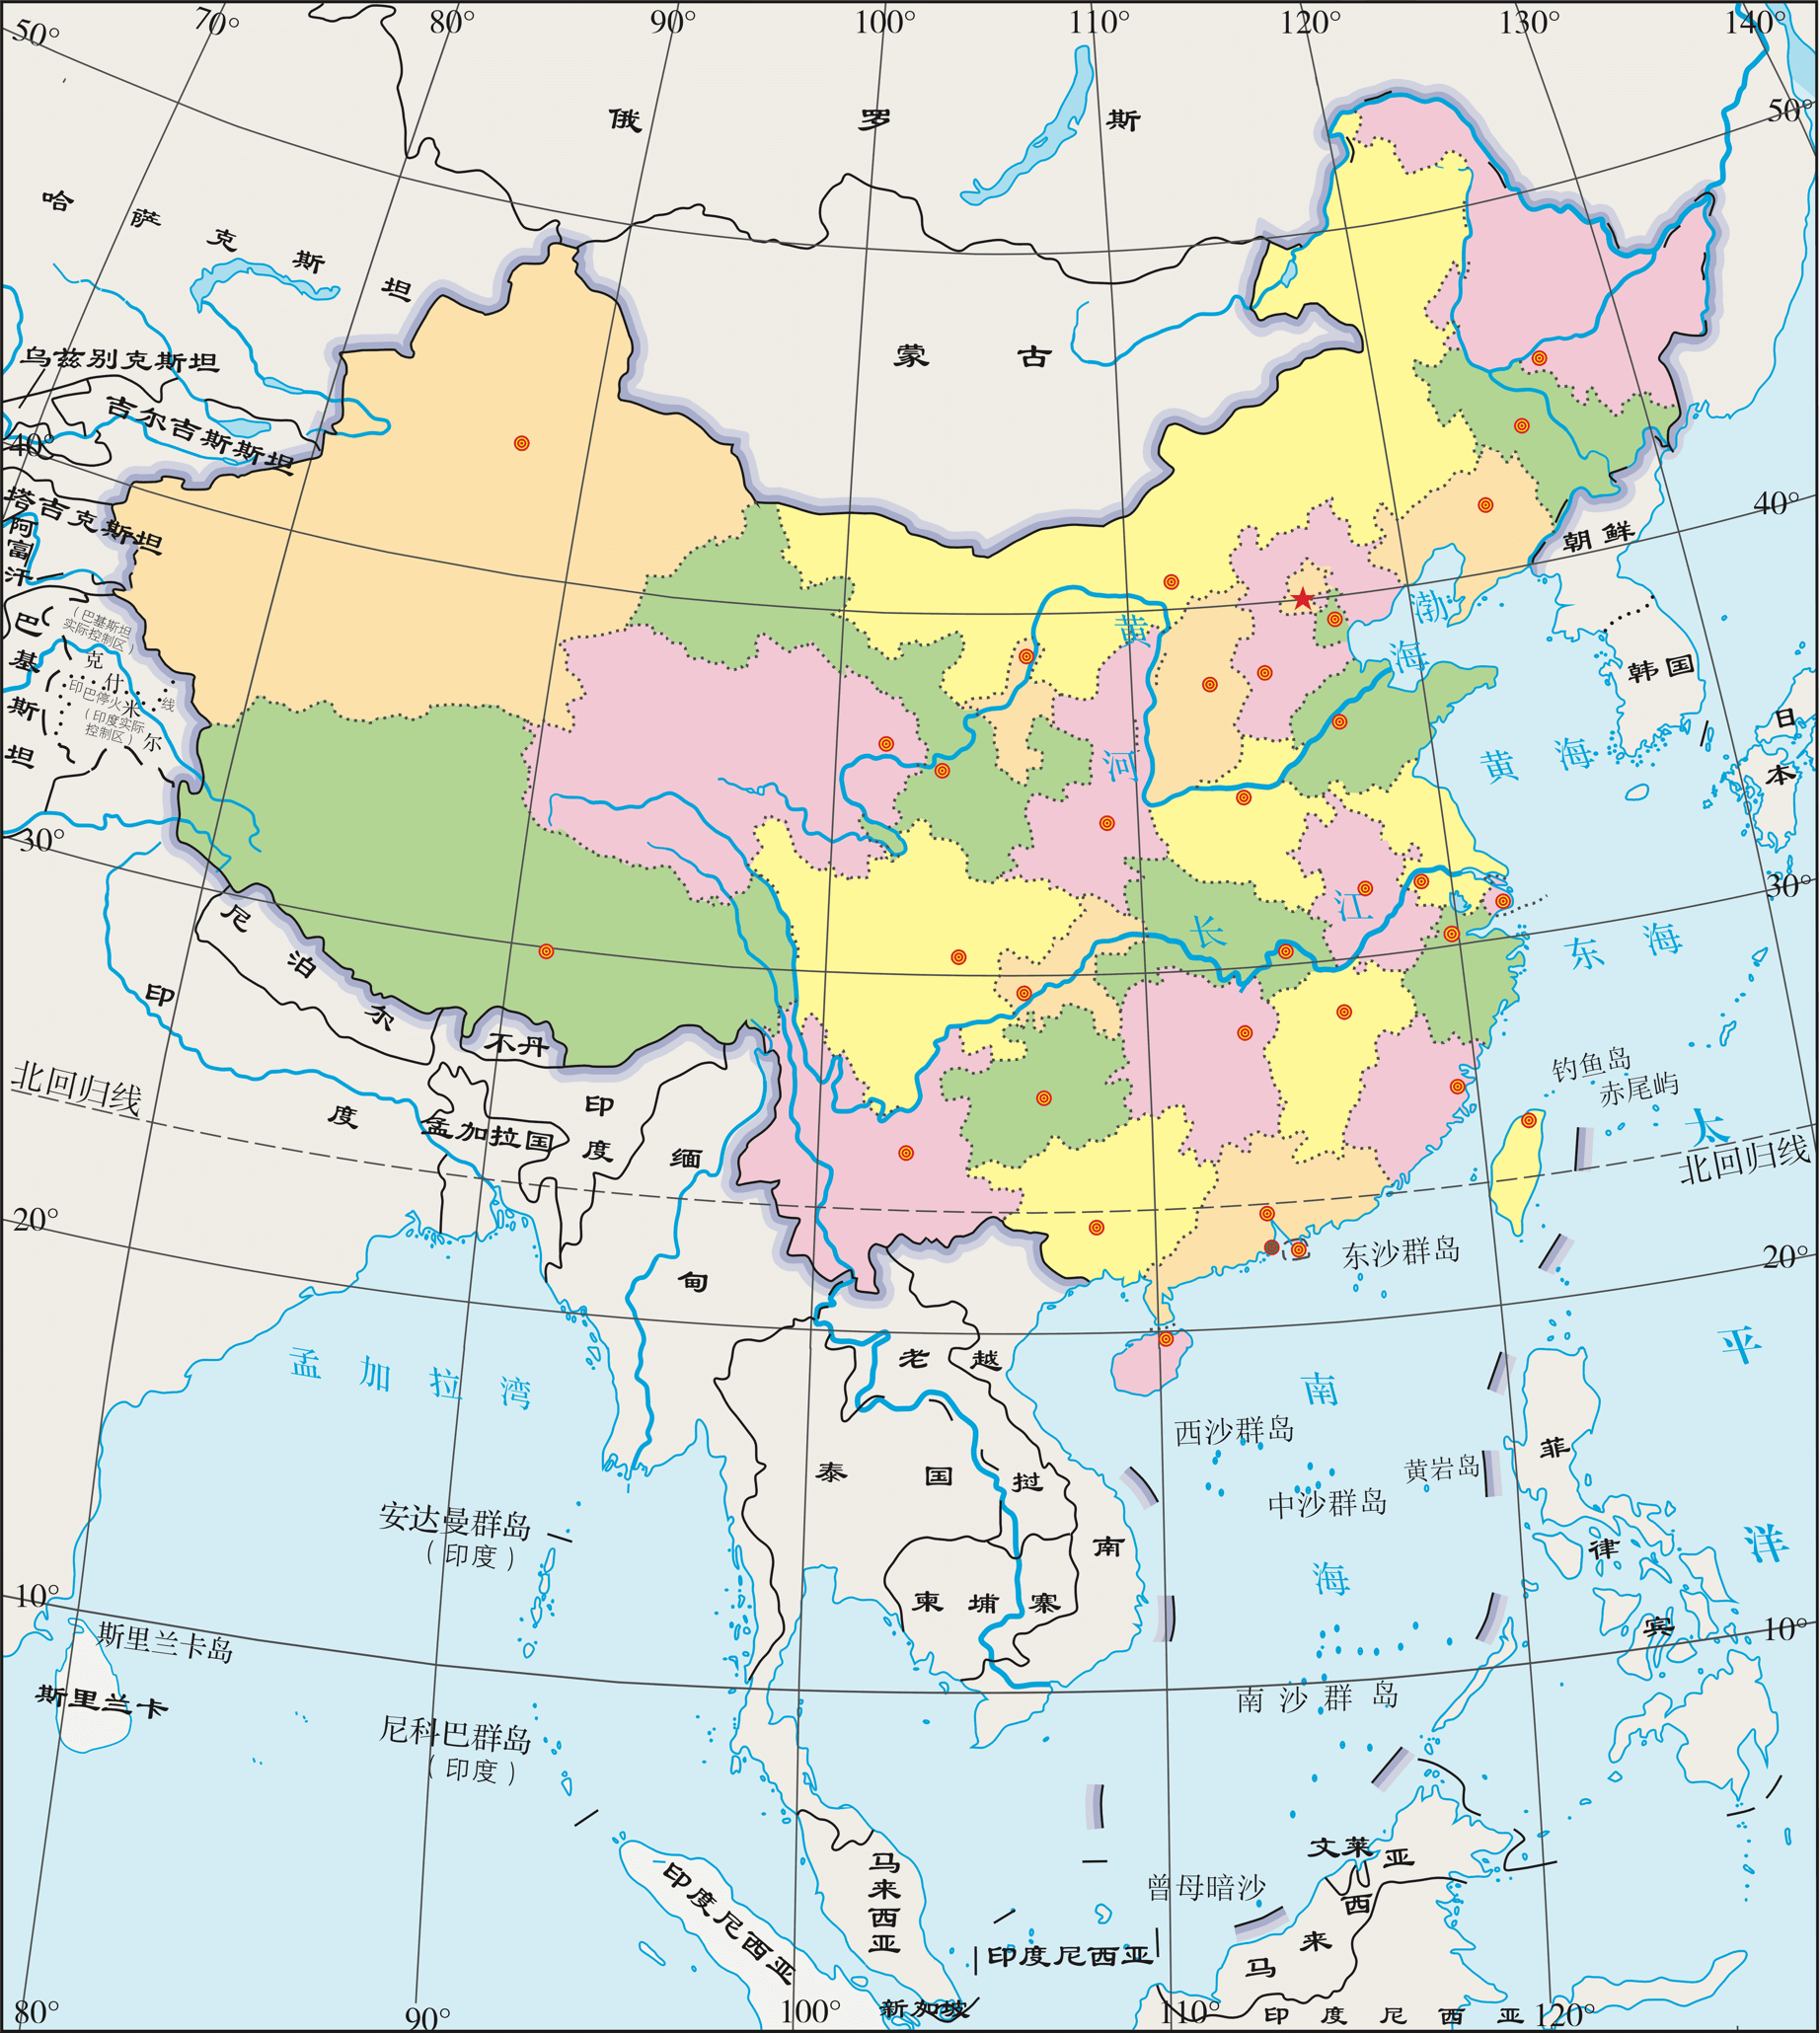 70°
80°
90°
100°
110°
120°
130°
140°
50°
50°
俄罗斯
哈萨克斯坦
蒙古
乌兹别克斯坦
吉尔吉斯斯坦
40°
40°
塔吉克斯坦
阿富汗
朝鲜
巴基斯坦
(巴基斯坦
实际控制区)
克什米尔
印巴停火线
(印度实际
控制区)
黄河
渤海
韩国
日本
黄海
30°
30°
长江
东海
尼泊尔
印度
不丹
钓鱼岛
赤尾屿
北回归线
北回归线
孟加拉国
印度
缅甸
太平洋
20°
20°
东沙群岛
孟加拉湾
老挝
越南
南海
西沙群岛
黄岩岛
中沙群岛
泰国
菲律宾
安达曼群岛
(印度)
柬埔寨
10°
10°
斯里兰卡岛
斯里兰卡
南沙群岛
尼科巴群岛
(印度)
文莱
马来西亚
马来西亚
曾母暗沙
印度尼西亚
印度尼西亚
新加坡
印度尼西亚
80°
90°
100°
110°
120°